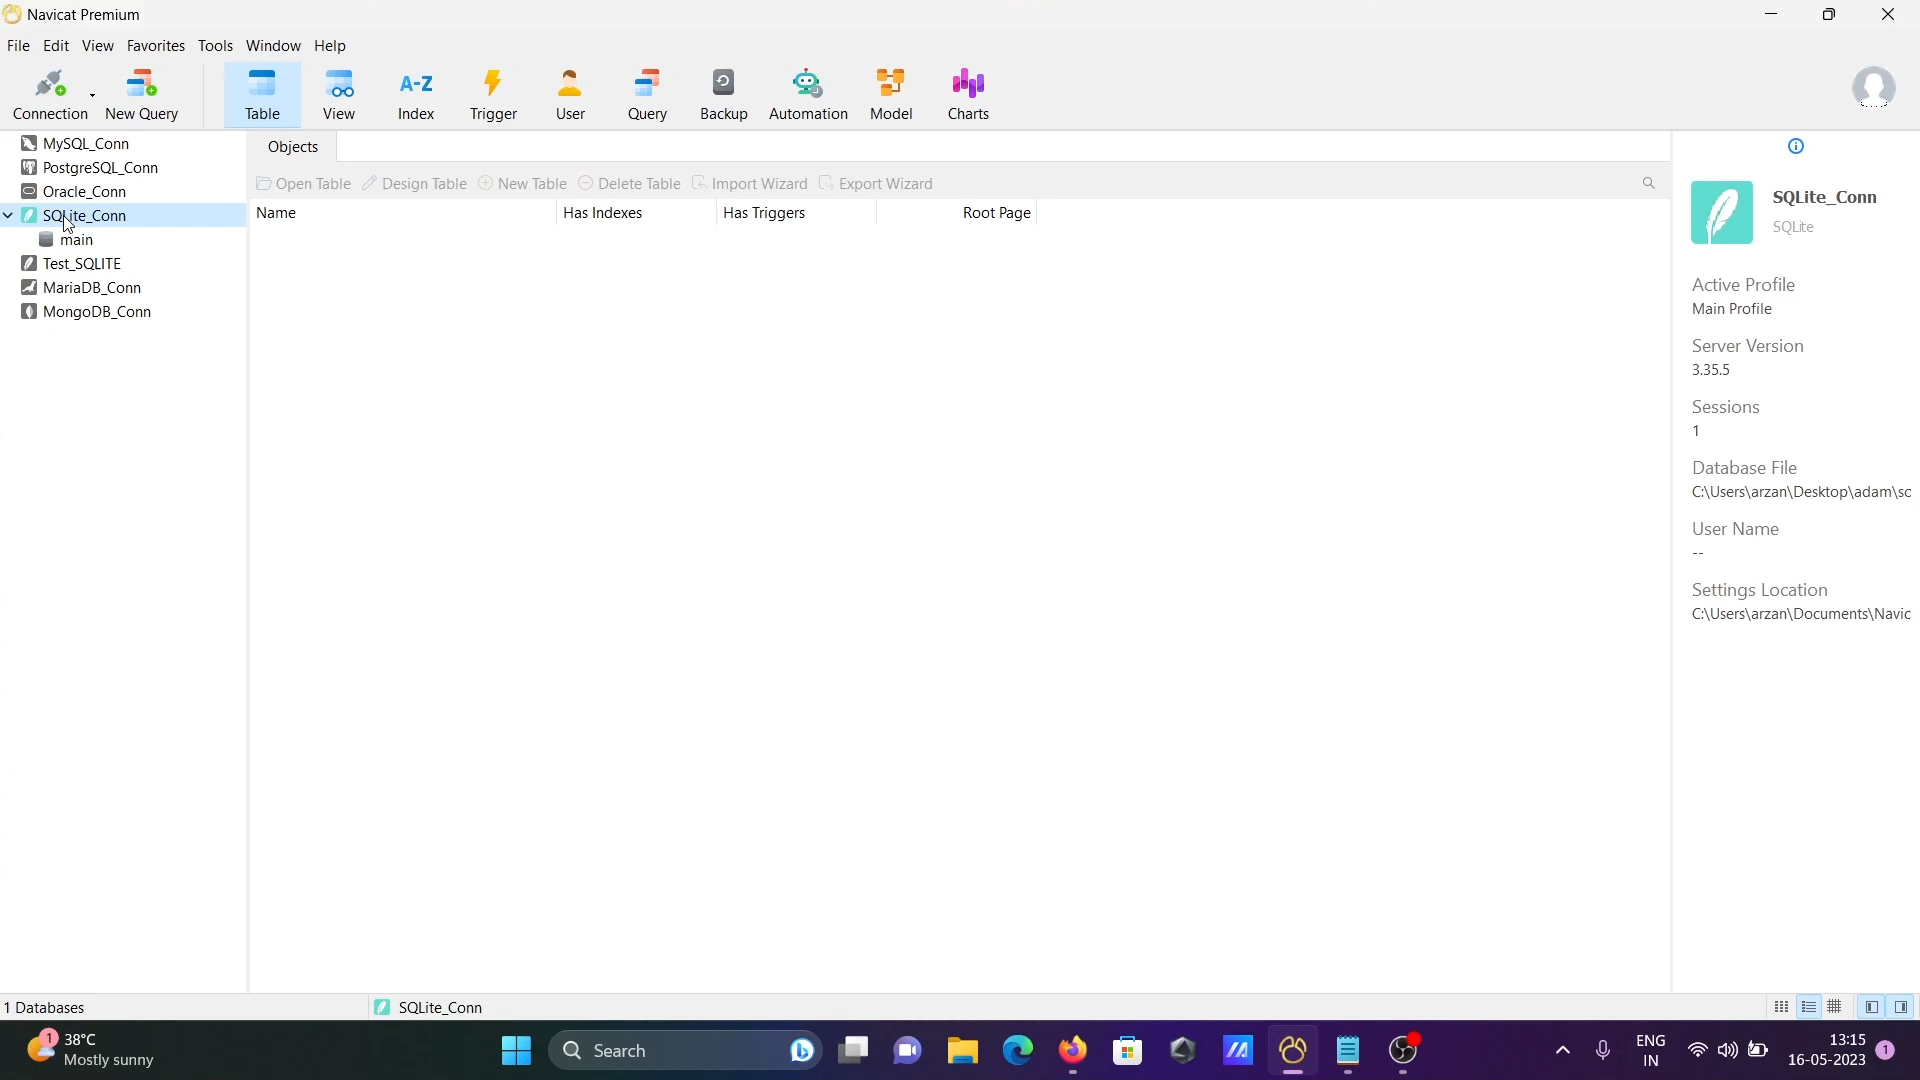 Navicat Premium
File Edit View Favorites Tools Window Help
Connection New Query Table View A-Z Index Trigger User Query Backup Automation Model Charts
MySQL_Conn
PostgreSQL_Conn
Oracle_Conn
SQLite_Conn
main
Test_SQLITE
MariaDB_Conn
MongoDB_Conn
Objects
Open Table Design Table New Table Delete Table Import Wizard Export Wizard
Name Has Indexes Has Triggers Root Page
SQLite_Conn
SQLite
Active Profile
Main Profile
Server Version
3.35.5
Sessions
1
Database File
C:\Users\arzan\Desktop\adam\sc
User Name
--
Settings Location
C:\Users\arzan\Documents\Navic
1 Databases SQLite_Conn
1 38°C
Mostly sunny
Search
ENG
IN
13:15
16-05-2023
1